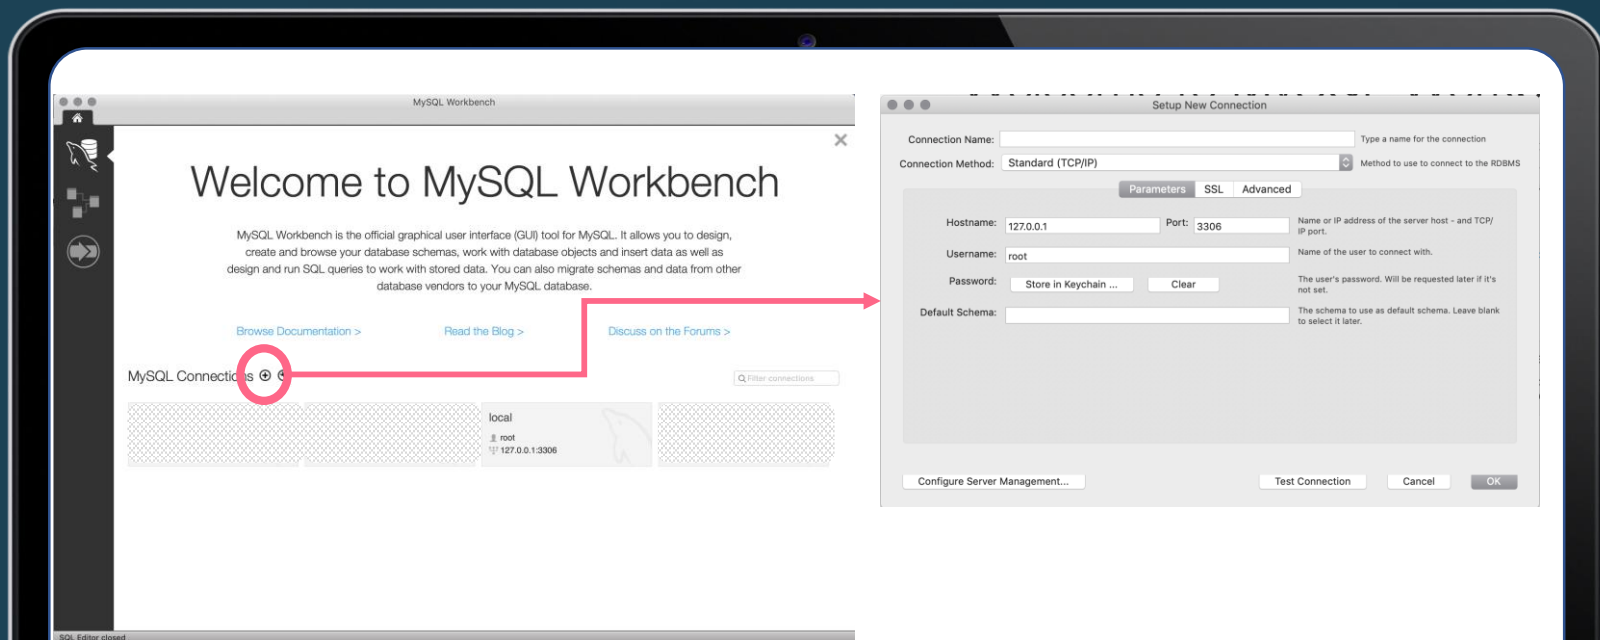 MySQL Workbench
Welcome to MySQL Workbench
MySQL Workbench is the official graphical user interface (GUI) tool for MySQL. It allows you to design,
create and browse your database schemas, work with database objects and insert data as well as
design and run SQL queries to work with stored data. You can also migrate schemas and data from other
database vendors to your MySQL database.
Browse Documentation >
Read the Blog >
Discuss on the Forums >
MySQL Connections
Filter connections
local
root
127.0.0.1:3306
SQL Editor closed
Setup New Connection
Connection Name:
Type a name for the connection
Connection Method:
Standard (TCP/IP)
Method to use to connect to the RDBMS
Parameters
SSL
Advanced
Hostname:
127.0.0.1
Port:
3306
Name or IP address of the server host - and TCP/
IP port.
Username:
root
Name of the user to connect with.
Password:
Store in Keychain ...
Clear
The user's password. Will be requested later if it's
not set.
Default Schema:
The schema to use as default schema. Leave blank
to select it later.
Configure Server Management...
Test Connection
Cancel
OK